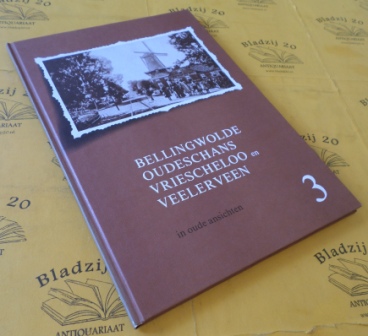 Bladzij 20
ANTIQUARIAAT
BELLINGWOLDE
OUDESCHANS
VRIESCHELOO en
VEELERVEEN
in oude ansichten
3
Bladzij 20
ANTIQUARIAAT
Bladzij 20
ANTIQUARIAAT